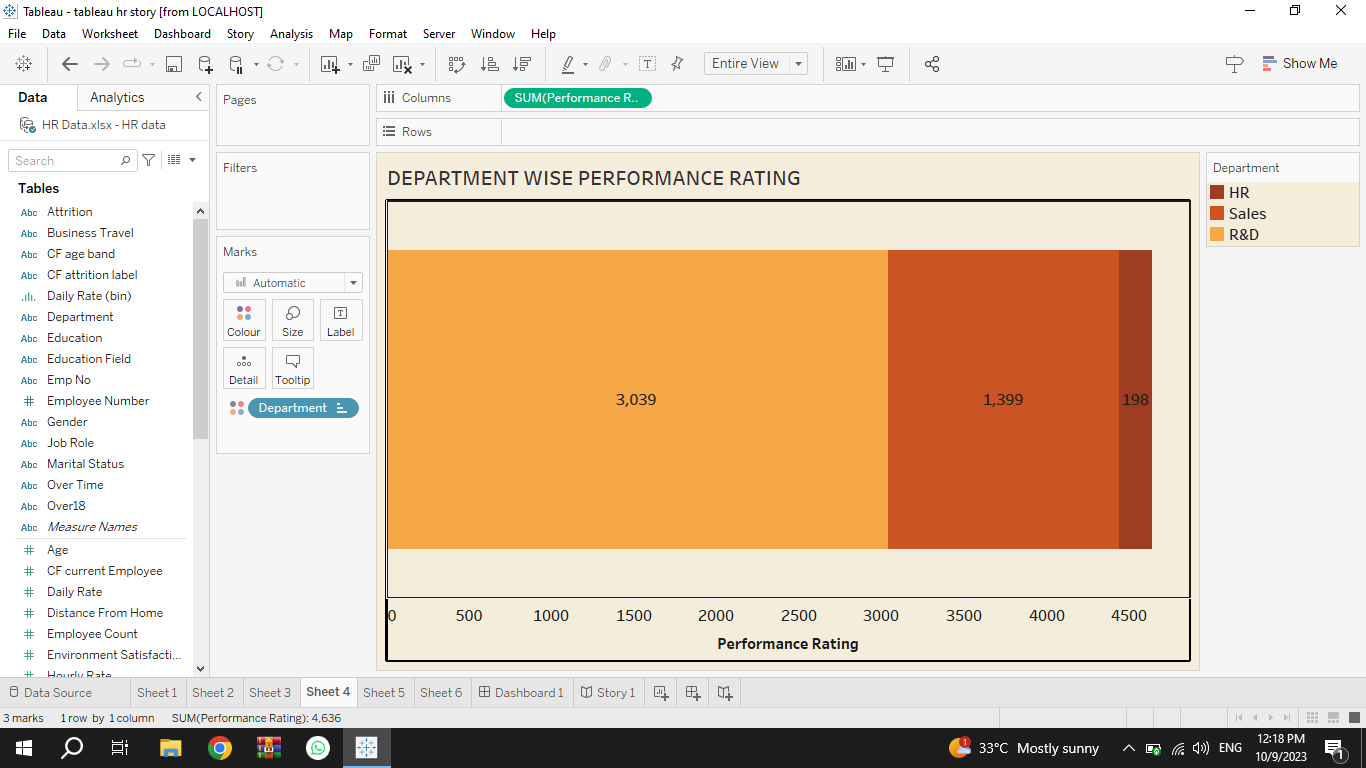 Tableau - tableau hr story [from LOCALHOST]
File Data Worksheet Dashboard Story Analysis Map Format Server Window Help
Entire View
Show Me
Data Analytics
HR Data.xlsx - HR data
Search
Tables
Abc Attrition
Abc Business Travel
Abc CF age band
Abc CF attrition label
Daily Rate (bin)
Abc Department
Abc Education
Abc Education Field
Abc Emp No
# Employee Number
Abc Gender
Abc Job Role
Abc Marital Status
Abc Over Time
Abc Over18
Abc Measure Names
# Age
# CF current Employee
# Daily Rate
# Distance From Home
# Employee Count
# Environment Satisfacti...
# Hourly Rate
Pages
Filters
Marks
Automatic
Colour Size Label
Detail Tooltip
Department
Columns SUM(Performance R..
Rows
DEPARTMENT WISE PERFORMANCE RATING
3,039 1,399 198
0 500 1000 1500 2000 2500 3000 3500 4000 4500
Performance Rating
Department
HR
Sales
R&D
Data Source Sheet 1 Sheet 2 Sheet 3 Sheet 4 Sheet 5 Sheet 6 Dashboard 1 Story 1
3 marks 1 row by 1 column SUM(Performance Rating): 4,636
1 33°C Mostly sunny ENG 12:18 PM 1
10/9/2023